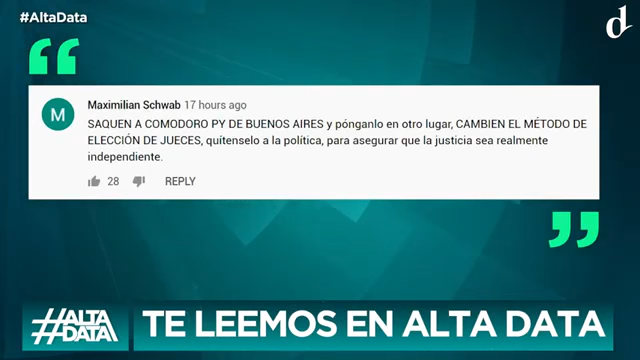 #AltaData
d
“
M
Maximilian Schwab 17 hours ago
SAQUEN A COMODORO PY DE BUENOS AIRES y pónganlo en otro lugar, CAMBIEN EL MÉTODO DE
ELECCIÓN DE JUECES, quítenselo a la política, para asegurar que la justicia sea realmente
independiente.
28 REPLY
”
#ALTA
DATA
TE LEEMOS EN ALTA DATA